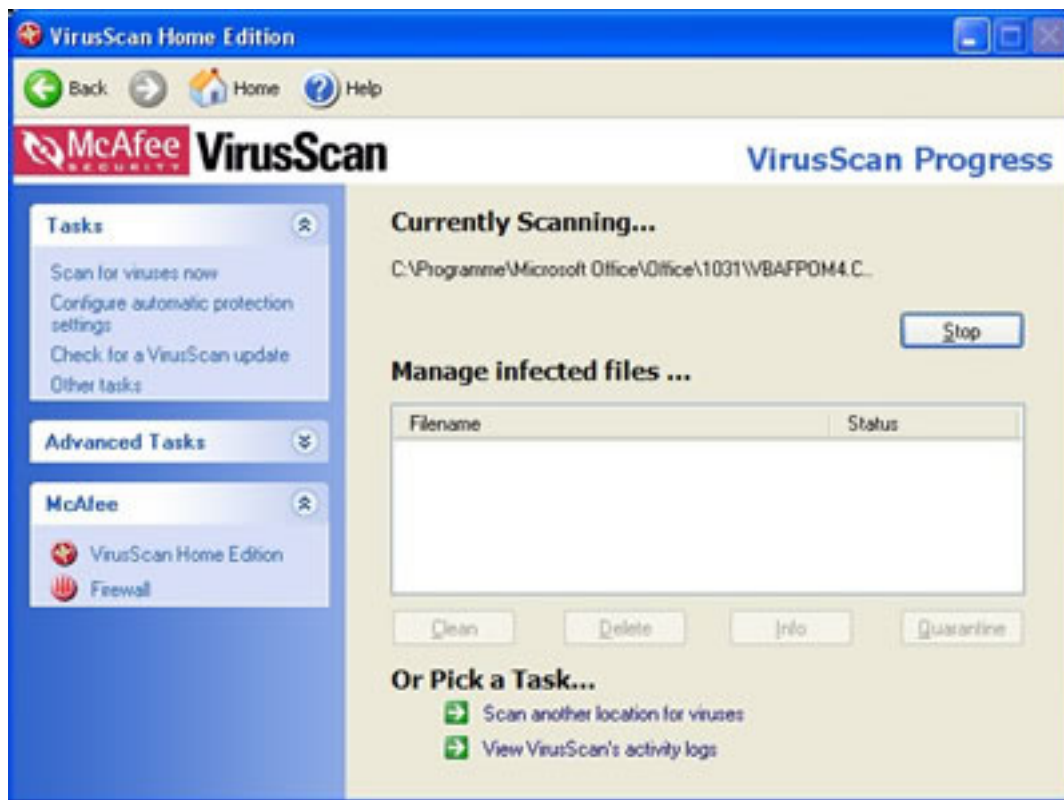 VirusScan Home Edition
Back Home Help
McAfee SECURITY VirusScan
VirusScan Progress
Tasks
Scan for viruses now
Configure automatic protection
settings
Check for a VirusScan update
Other tasks
Advanced Tasks
McAfee
VirusScan Home Edition
Firewall
Currently Scanning...
C:\Programme\Microsoft Office\Office\1031\VBAFPOM4.C..
Stop
Manage infected files ...
Filename Status
Clean Delete Info Quarantine
Or Pick a Task...
Scan another location for viruses
View VirusScan's activity logs